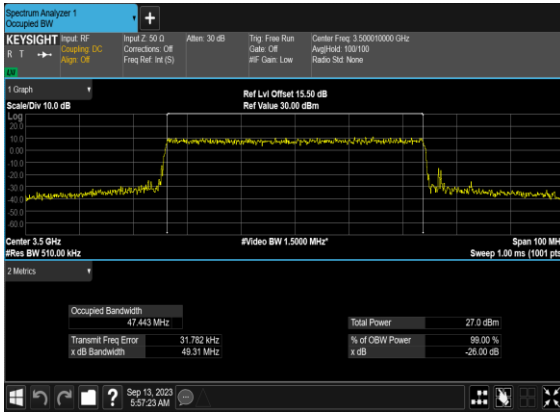 Spectrum Analyzer 1
Occupied BW
+
KEYSIGHT Input: RF Input Z: 50 Ω Atten: 30 dB Trig: Free Run Center Freq: 3.500010000 GHz
R T Coupling: DC Corrections: Off Gate: Off Avg|Hold: 100/100
Align: Off Freq Ref: Int (S) #IF Gain: Low Radio Std: None
LXI
1 Graph
Ref Lvl Offset 15.50 dB
Scale/Div 10.0 dB Ref Value 30.00 dBm
Log
20.0
10.0
0.00
-10.0
-20.0
-30.0
-40.0
-50.0
-60.0
Center 3.5 GHz #Video BW 1.5000 MHz* Span 100 MH
#Res BW 510.00 kHz Sweep 1.00 ms (1001 pts
2 Metrics
Occupied Bandwidth
47.443 MHz Total Power 27.0 dBm
Transmit Freq Error 31.782 kHz % of OBW Power 99.00 %
x dB Bandwidth 49.31 MHz x dB -26.00 dB
? Sep 13, 2023
5:57:23 AM